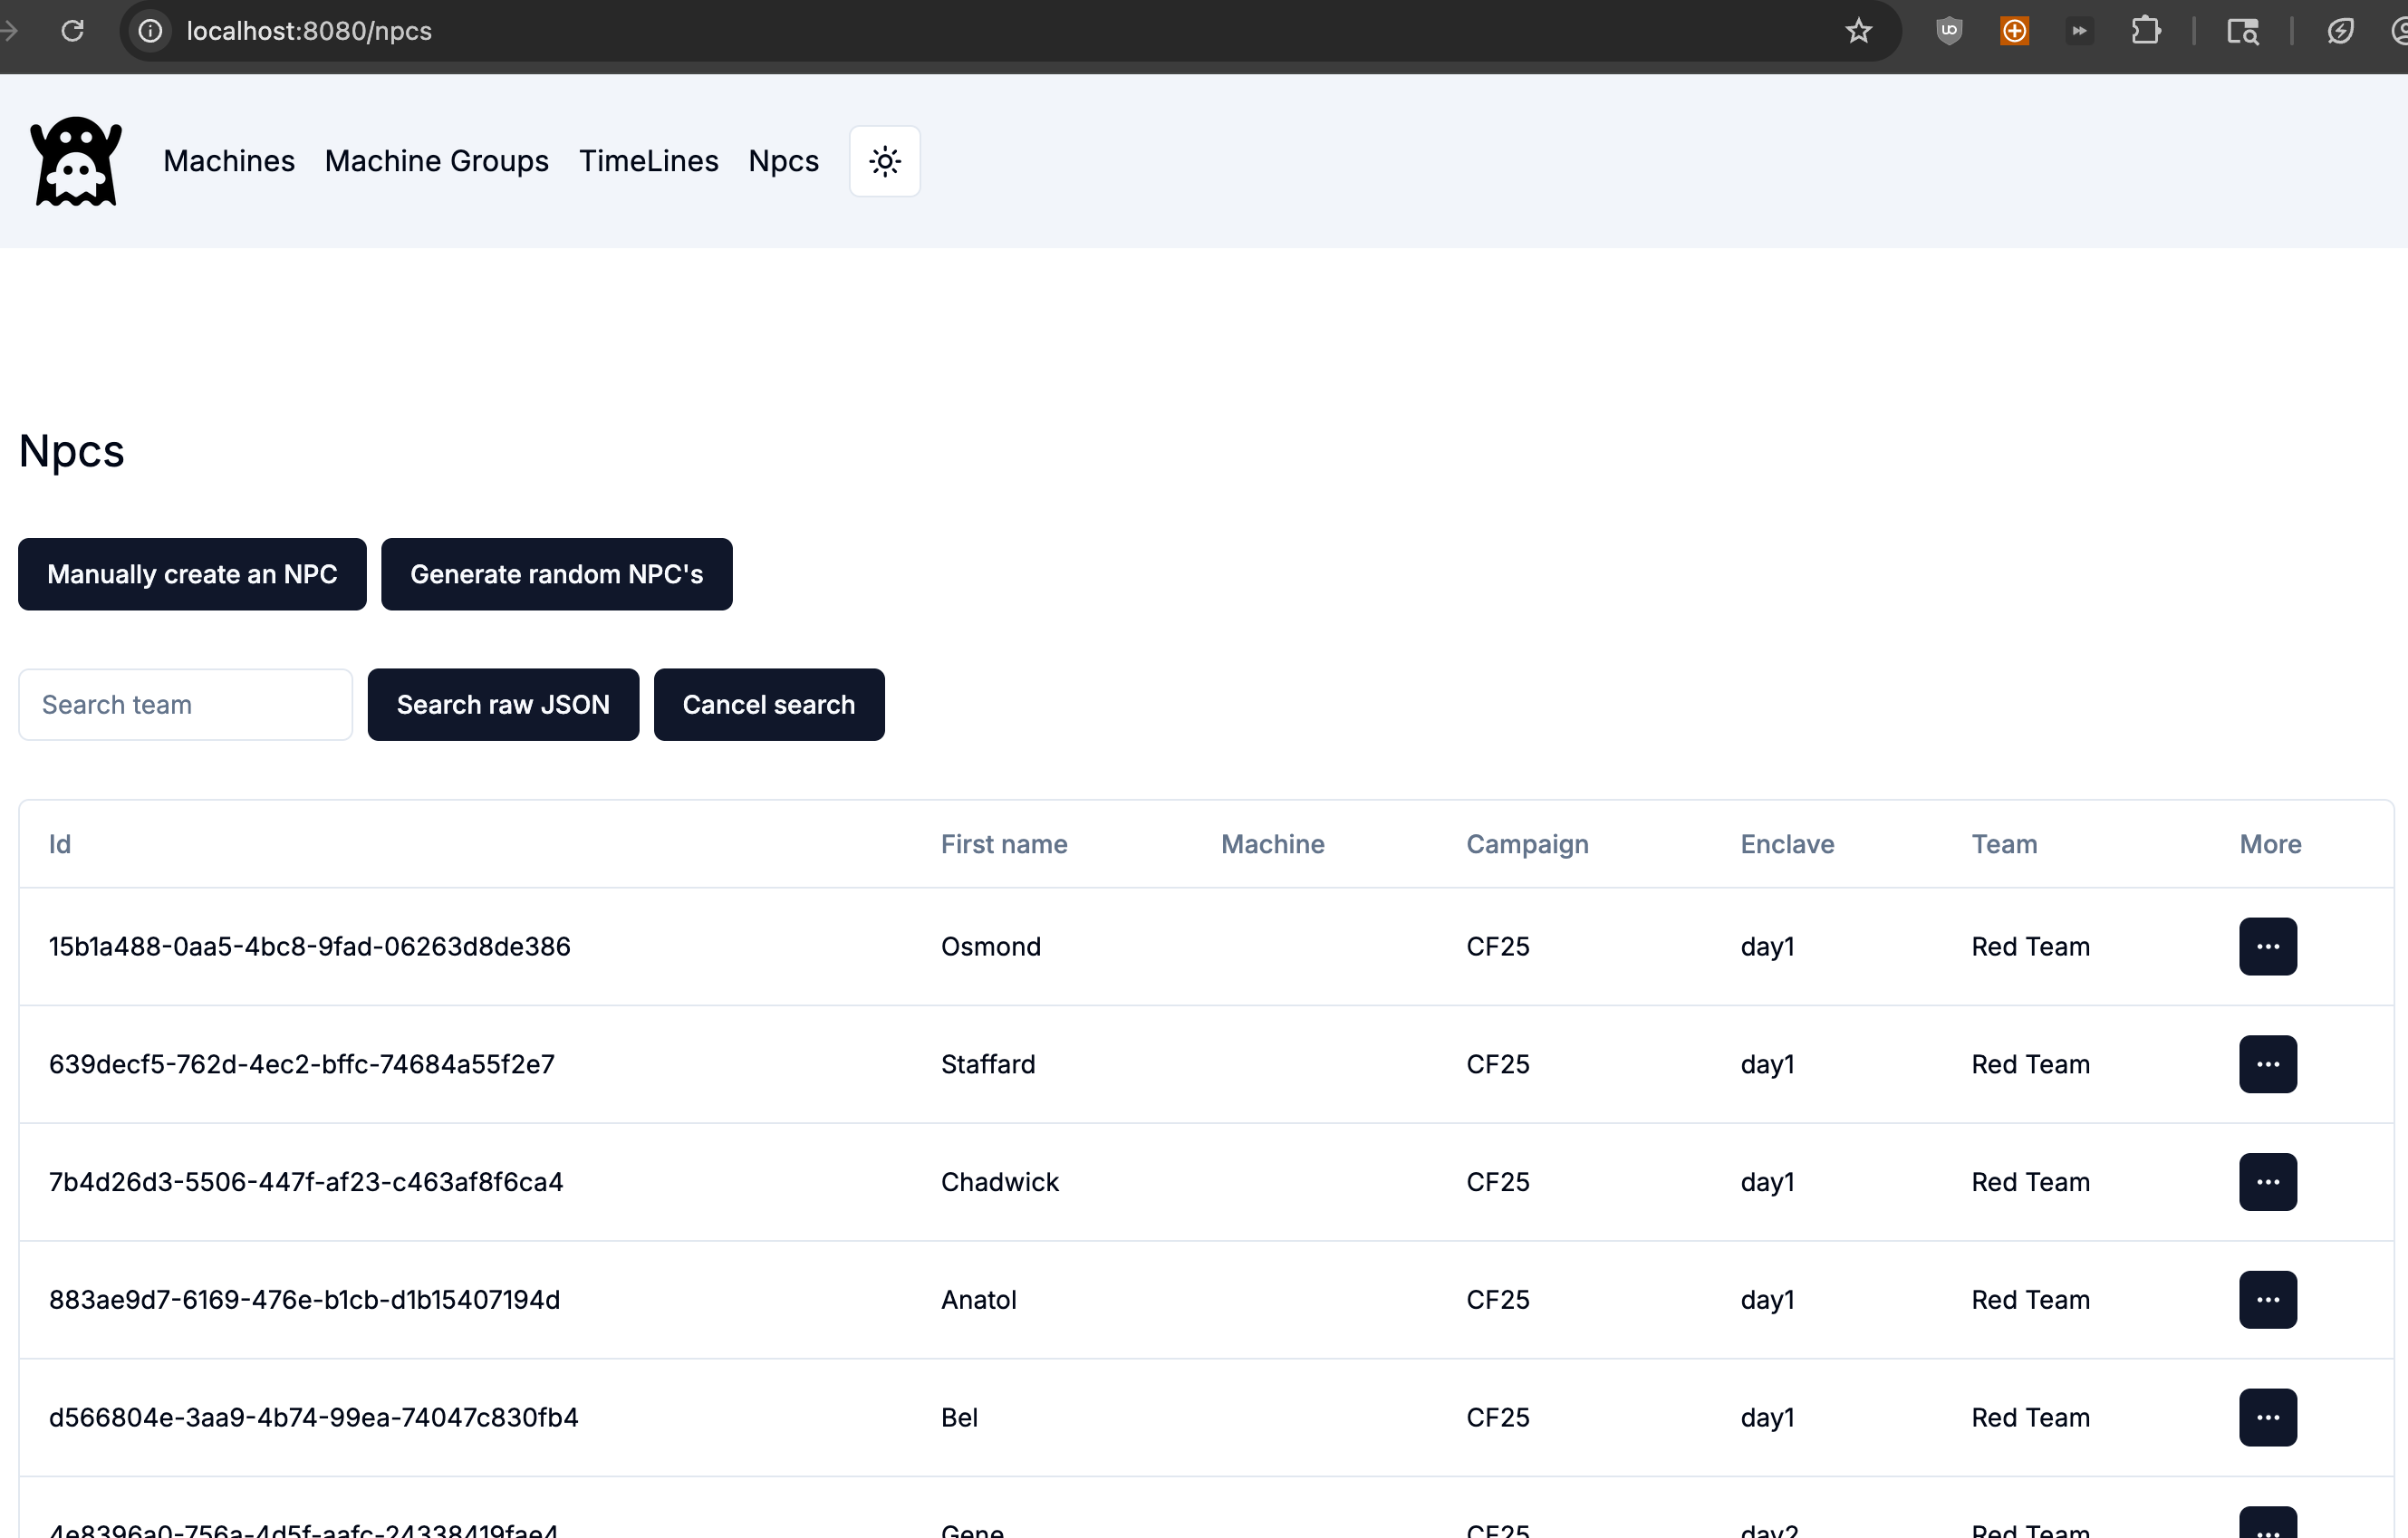 localhost:8080/npcs
Machines Machine Groups TimeLines Npcs
Npcs
Manually create an NPC Generate random NPC's
Search team Search raw JSON Cancel search
Id First name Machine Campaign Enclave Team More
15b1a488-0aa5-4bc8-9fad-06263d8de386 Osmond CF25 day1 Red Team
639decf5-762d-4ec2-bffc-74684a55f2e7 Staffard CF25 day1 Red Team
7b4d26d3-5506-447f-af23-c463af8f6ca4 Chadwick CF25 day1 Red Team
883ae9d7-6169-476e-b1cb-d1b15407194d Anatol CF25 day1 Red Team
d566804e-3aa9-4b74-99ea-74047c830fb4 Bel CF25 day1 Red Team
4e8396a0-756a-4d5f-aafc-24338419fae4 Gene CF25 day2 Red Team